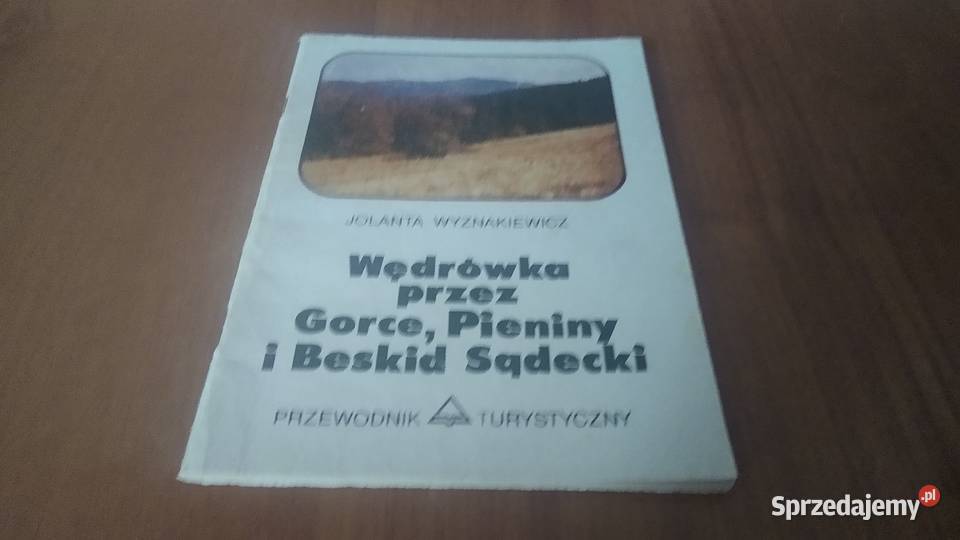 JOLANTA WYZNAKIEWICZ
Wędrówka
przez
Gorce, Pieniny
i Beskid Sądecki
PRZEWODNIK TURYSTYCZNY
Sprzedajemy.pl